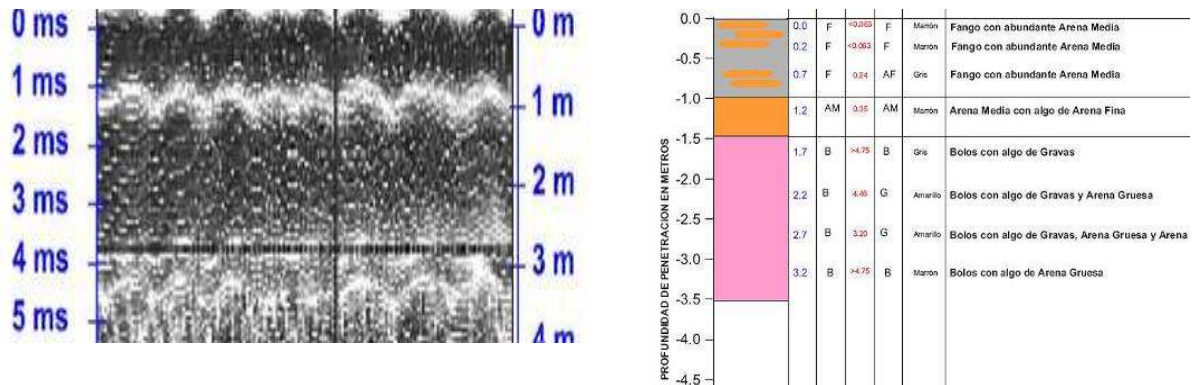 0 ms
0 m
1 ms
1 m
2 ms
2 m
3 ms
4 ms
3 m
5 ms
4 m
PROFUNDIDAD DE PENETRACION EN METROS
0.0
-0.5
-1.0
-1.5
-2.0
-2.5
-3.0
-3.5
-4.0
-4.5
0.0 F <0.063 F Marrón Fango con abundante Arena Media
0.2 F <0.063 F Marrón Fango con abundante Arena Media
0.7 F 0.24 AF Gris Fango con abundante Arena Media
1.2 AM 0.35 AM Marrón Arena Media con algo de Arena Fina
1.7 B >4.75 B Gris Bolos con algo de Gravas
2.2 B 4.46 G Amarillo Bolos con algo de Gravas y Arena Gruesa
2.7 B 3.20 G Amarillo Bolos con algo de Gravas, Arena Gruesa y Arena
3.2 B >4.75 B Marrón Bolos con algo de Arena Gruesa